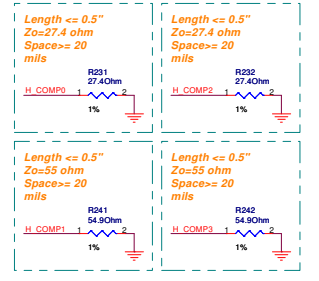 Length <= 0.5"
Zo=27.4 ohm
Space>= 20
mils
R231
27.4Ohm
H_COMP0 1 2
1%
Length <= 0.5"
Zo=27.4 ohm
Space>= 20
mils
R232
27.4Ohm
H_COMP2 1 2
1%
Length <= 0.5"
Zo=55 ohm
Space>= 20
mils
R241
54.9Ohm
H_COMP1 1 2
1%
Length <= 0.5"
Zo=55 ohm
Space>= 20
mils
R242
54.9Ohm
H_COMP3 1 2
1%